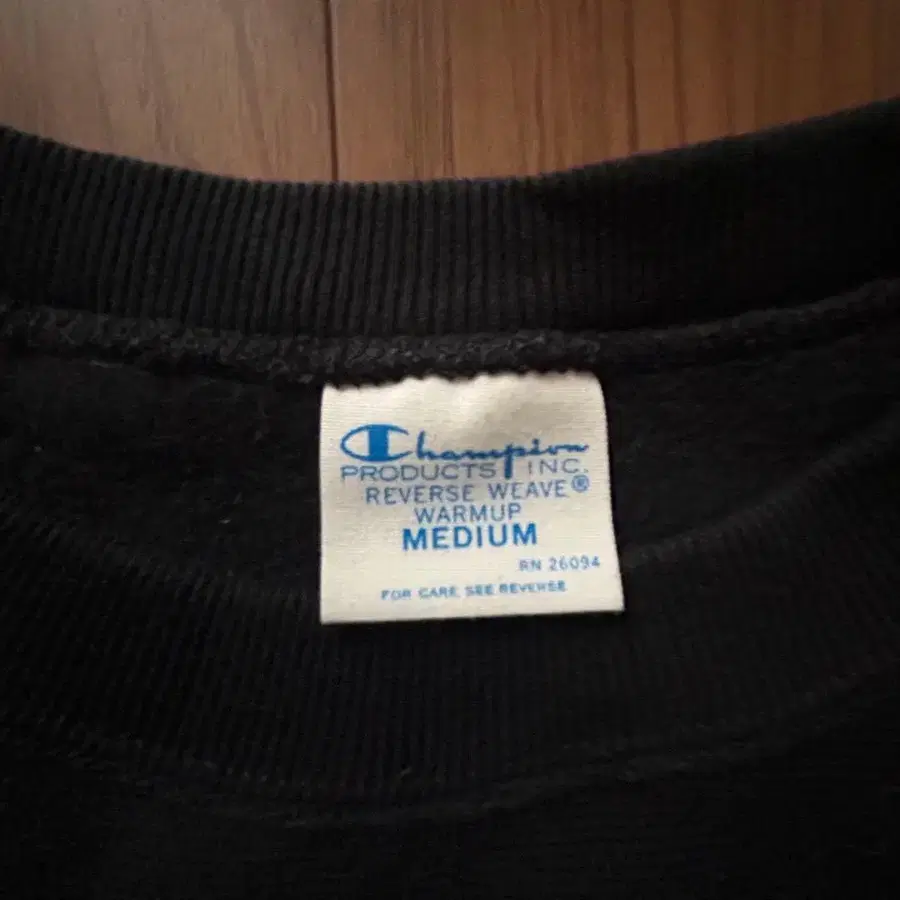 Champion
PRODUCTS INC.
REVERSE WEAVE®
WARMUP
MEDIUM
RN 26094
FOR CARE SEE REVERSE